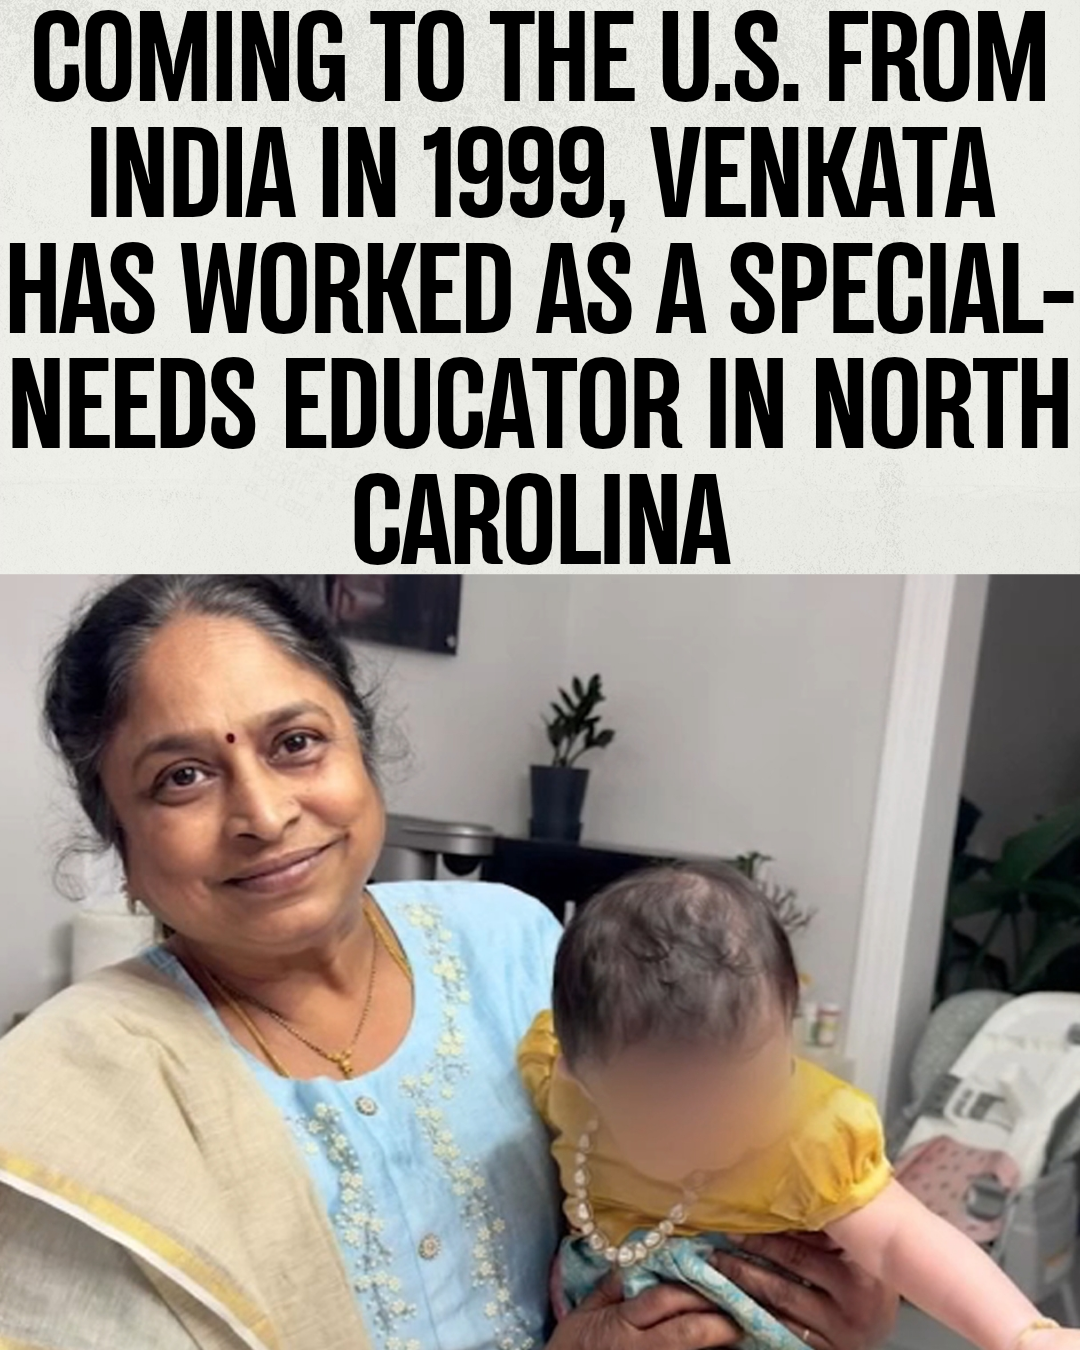 COMING TO THE U.S. FROM
INDIA IN 1999, VENKATA
HAS WORKED AS A SPECIAL-
NEEDS EDUCATOR IN NORTH
CAROLINA